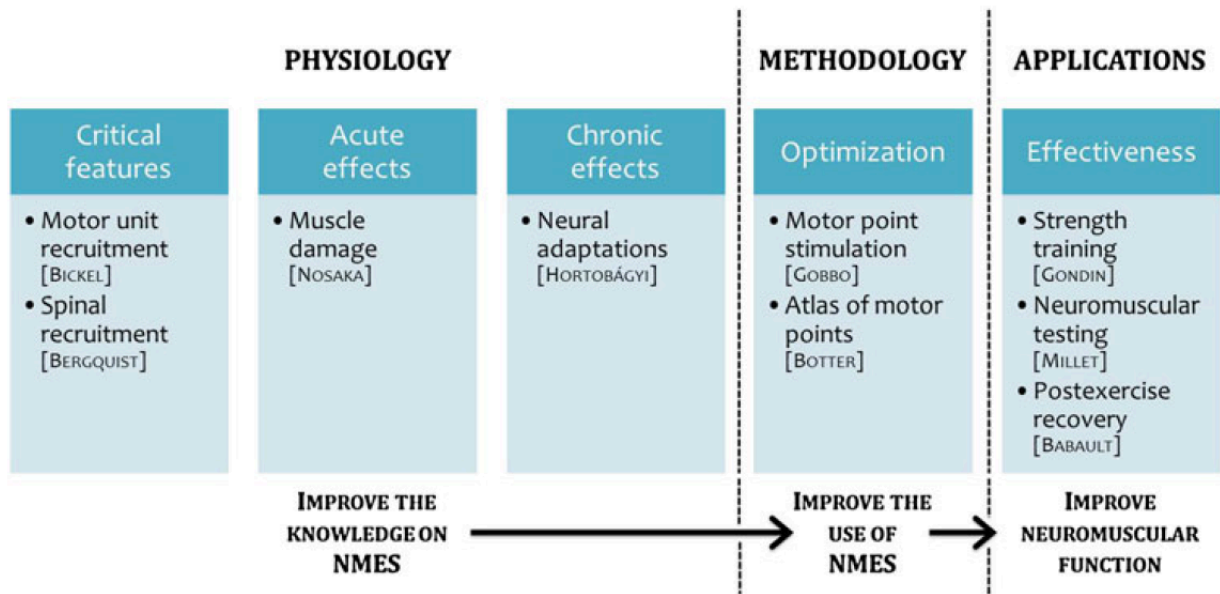 PHYSIOLOGY
METHODOLOGY
APPLICATIONS
Critical
features
• Motor unit
recruitment
[BICKEL]
• Spinal
recruitment
[BERGQUIST]
Acute
effects
• Muscle
damage
[NOSAKA]
Chronic
effects
• Neural
adaptations
[HORTOBÁGYI]
Optimization
• Motor point
stimulation
[GOBBO]
• Atlas of motor
points
[BOTTER]
Effectiveness
• Strength
training
[GONDIN]
• Neuromuscular
testing
[MILLET]
• Postexercise
recovery
[BABAULT]
IMPROVE THE
KNOWLEDGE ON
NMES
IMPROVE THE
USE OF
NMES
IMPROVE
NEUROMUSCULAR
FUNCTION